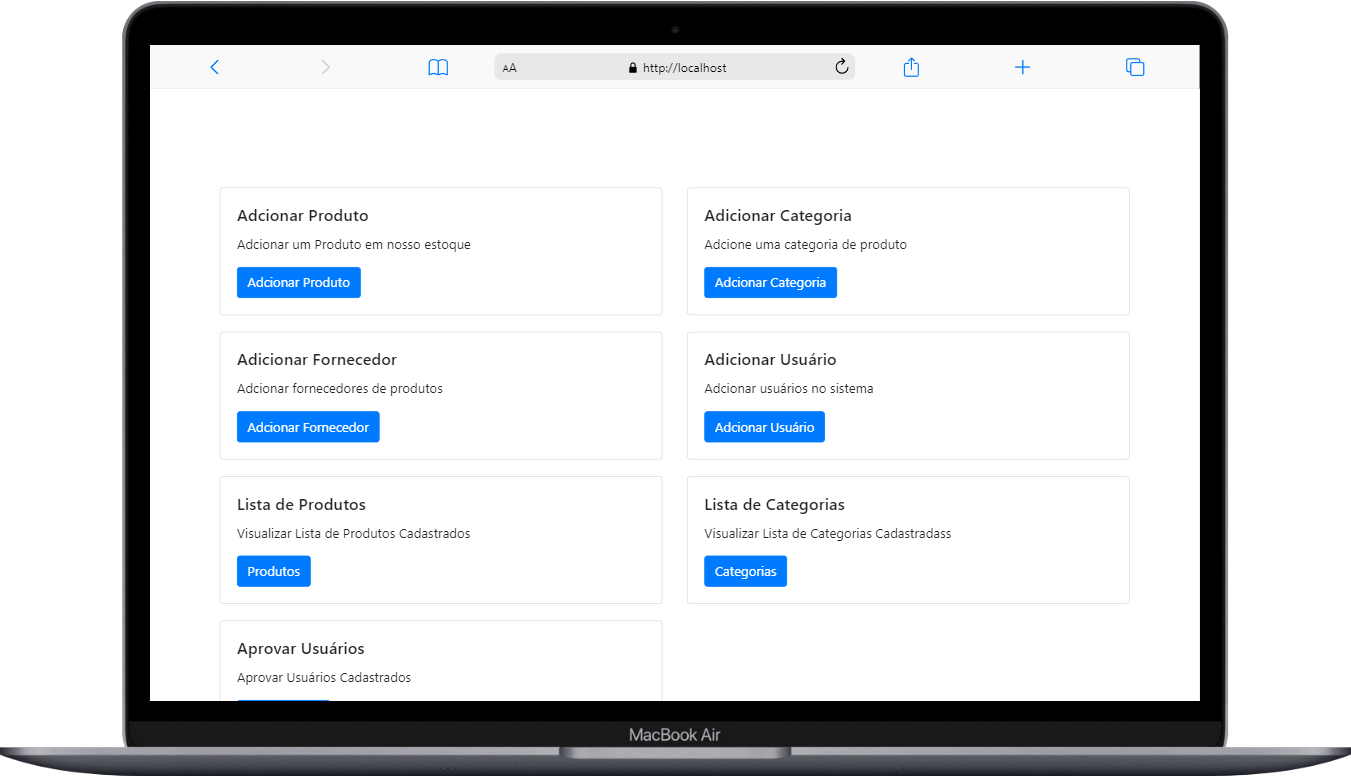 AA
http://localhost
Adcionar Produto
Adcionar um Produto em nosso estoque
Adcionar Produto
Adicionar Categoria
Adcione uma categoria de produto
Adcionar Categoria
Adicionar Fornecedor
Adcionar fornecedores de produtos
Adcionar Fornecedor
Adicionar Usuário
Adcionar usuários no sistema
Adcionar Usuário
Lista de Produtos
Visualizar Lista de Produtos Cadastrados
Produtos
Lista de Categorias
Visualizar Lista de Categorias Cadastradass
Categorias
Aprovar Usuários
Aprovar Usuários Cadastrados
MacBook Air